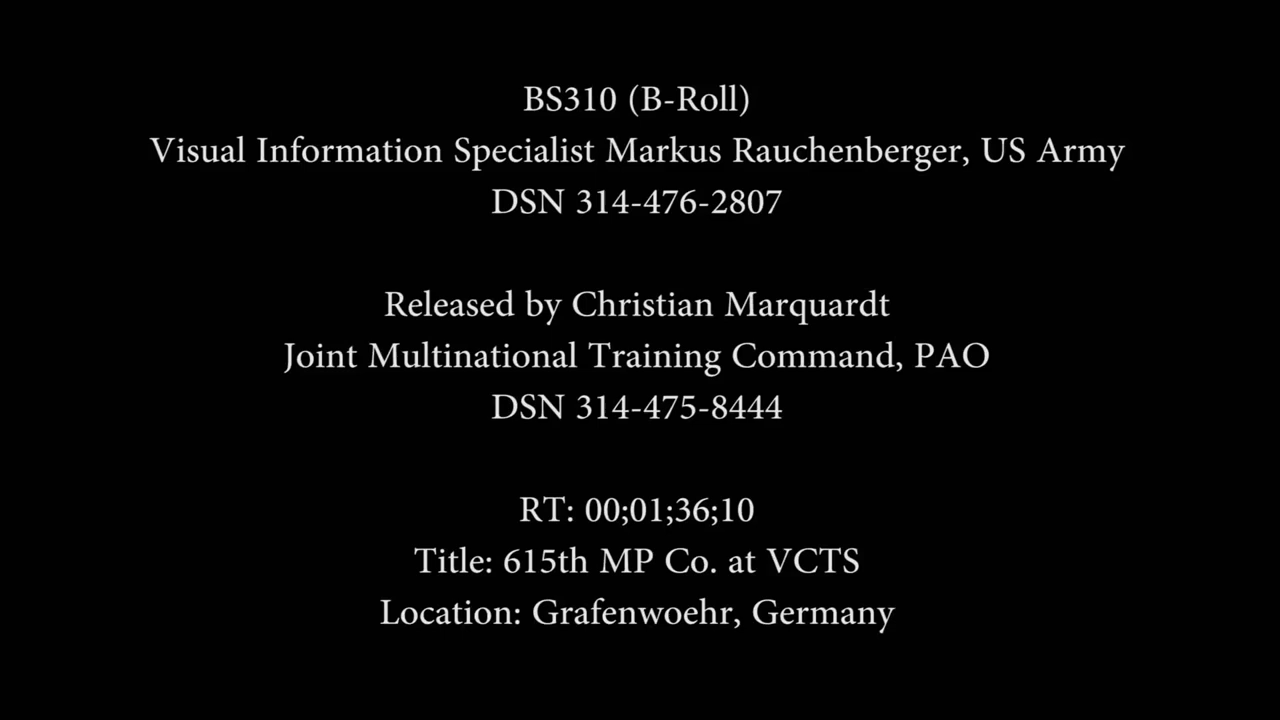 BS310 (B-Roll)
Visual Information Specialist Markus Rauchenberger, US Army
DSN 314-476-2807
Released by Christian Marquardt
Joint Multinational Training Command, PAO
DSN 314-475-8444
RT: 00;01;36;10
Title: 615th MP Co. at VCTS
Location: Grafenwoehr, Germany